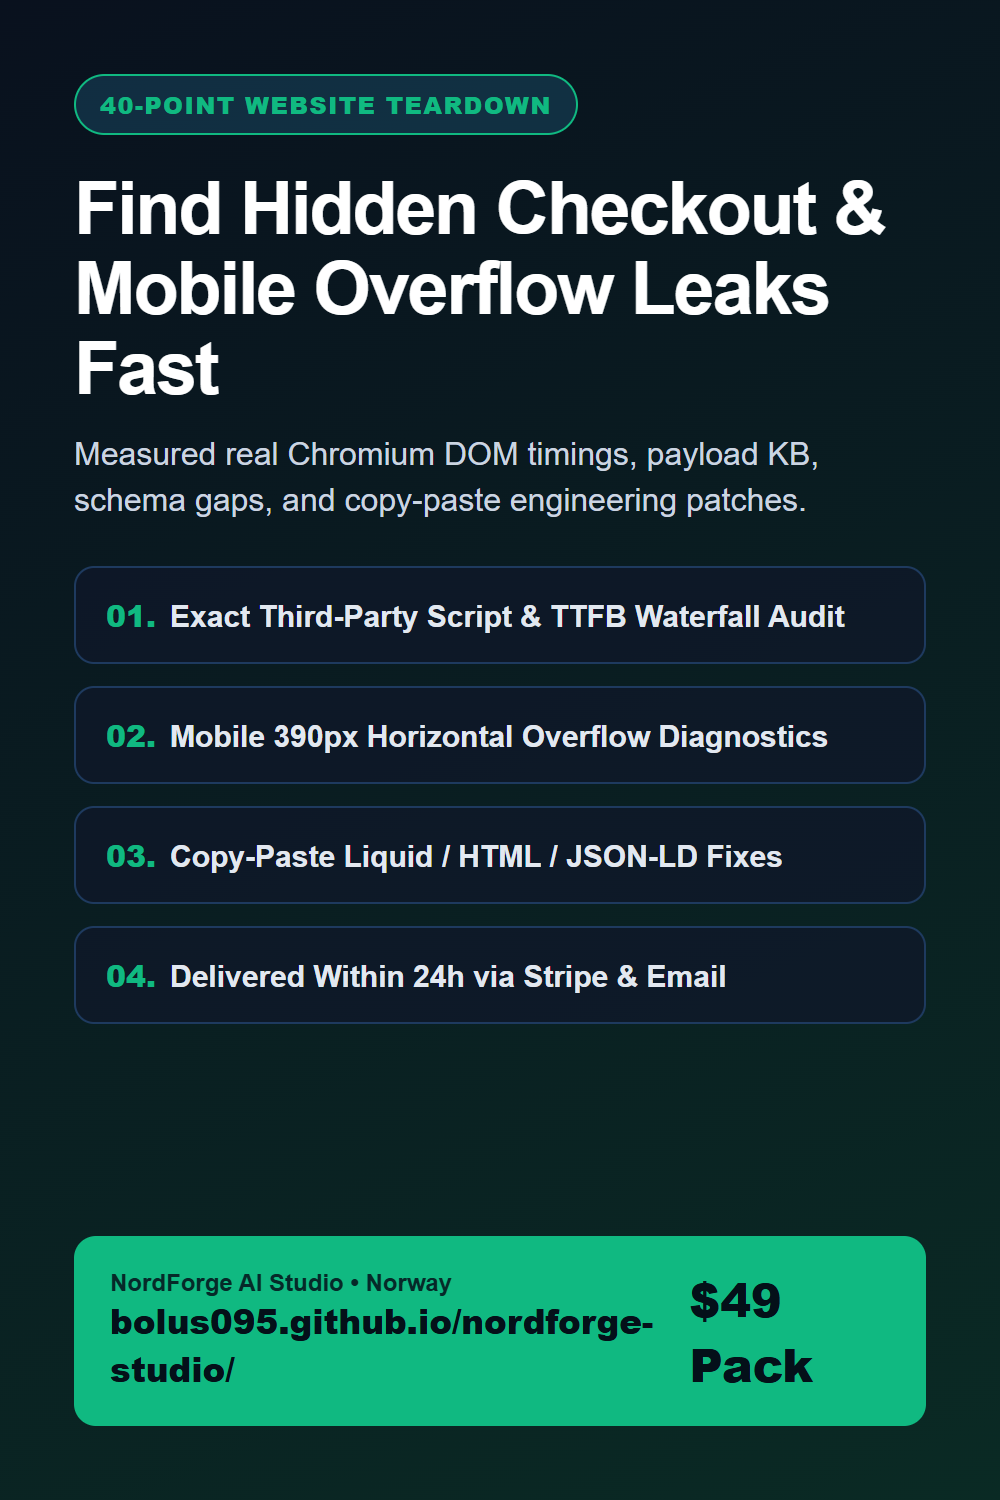 40-POINT WEBSITE TEARDOWN
Find Hidden Checkout &
Mobile Overflow Leaks
Fast
Measured real Chromium DOM timings, payload KB,
schema gaps, and copy-paste engineering patches.
01. Exact Third-Party Script & TTFB Waterfall Audit
02. Mobile 390px Horizontal Overflow Diagnostics
03. Copy-Paste Liquid / HTML / JSON-LD Fixes
04. Delivered Within 24h via Stripe & Email
NordForge AI Studio • Norway
bolus095.github.io/nordforge-
studio/
$49
Pack